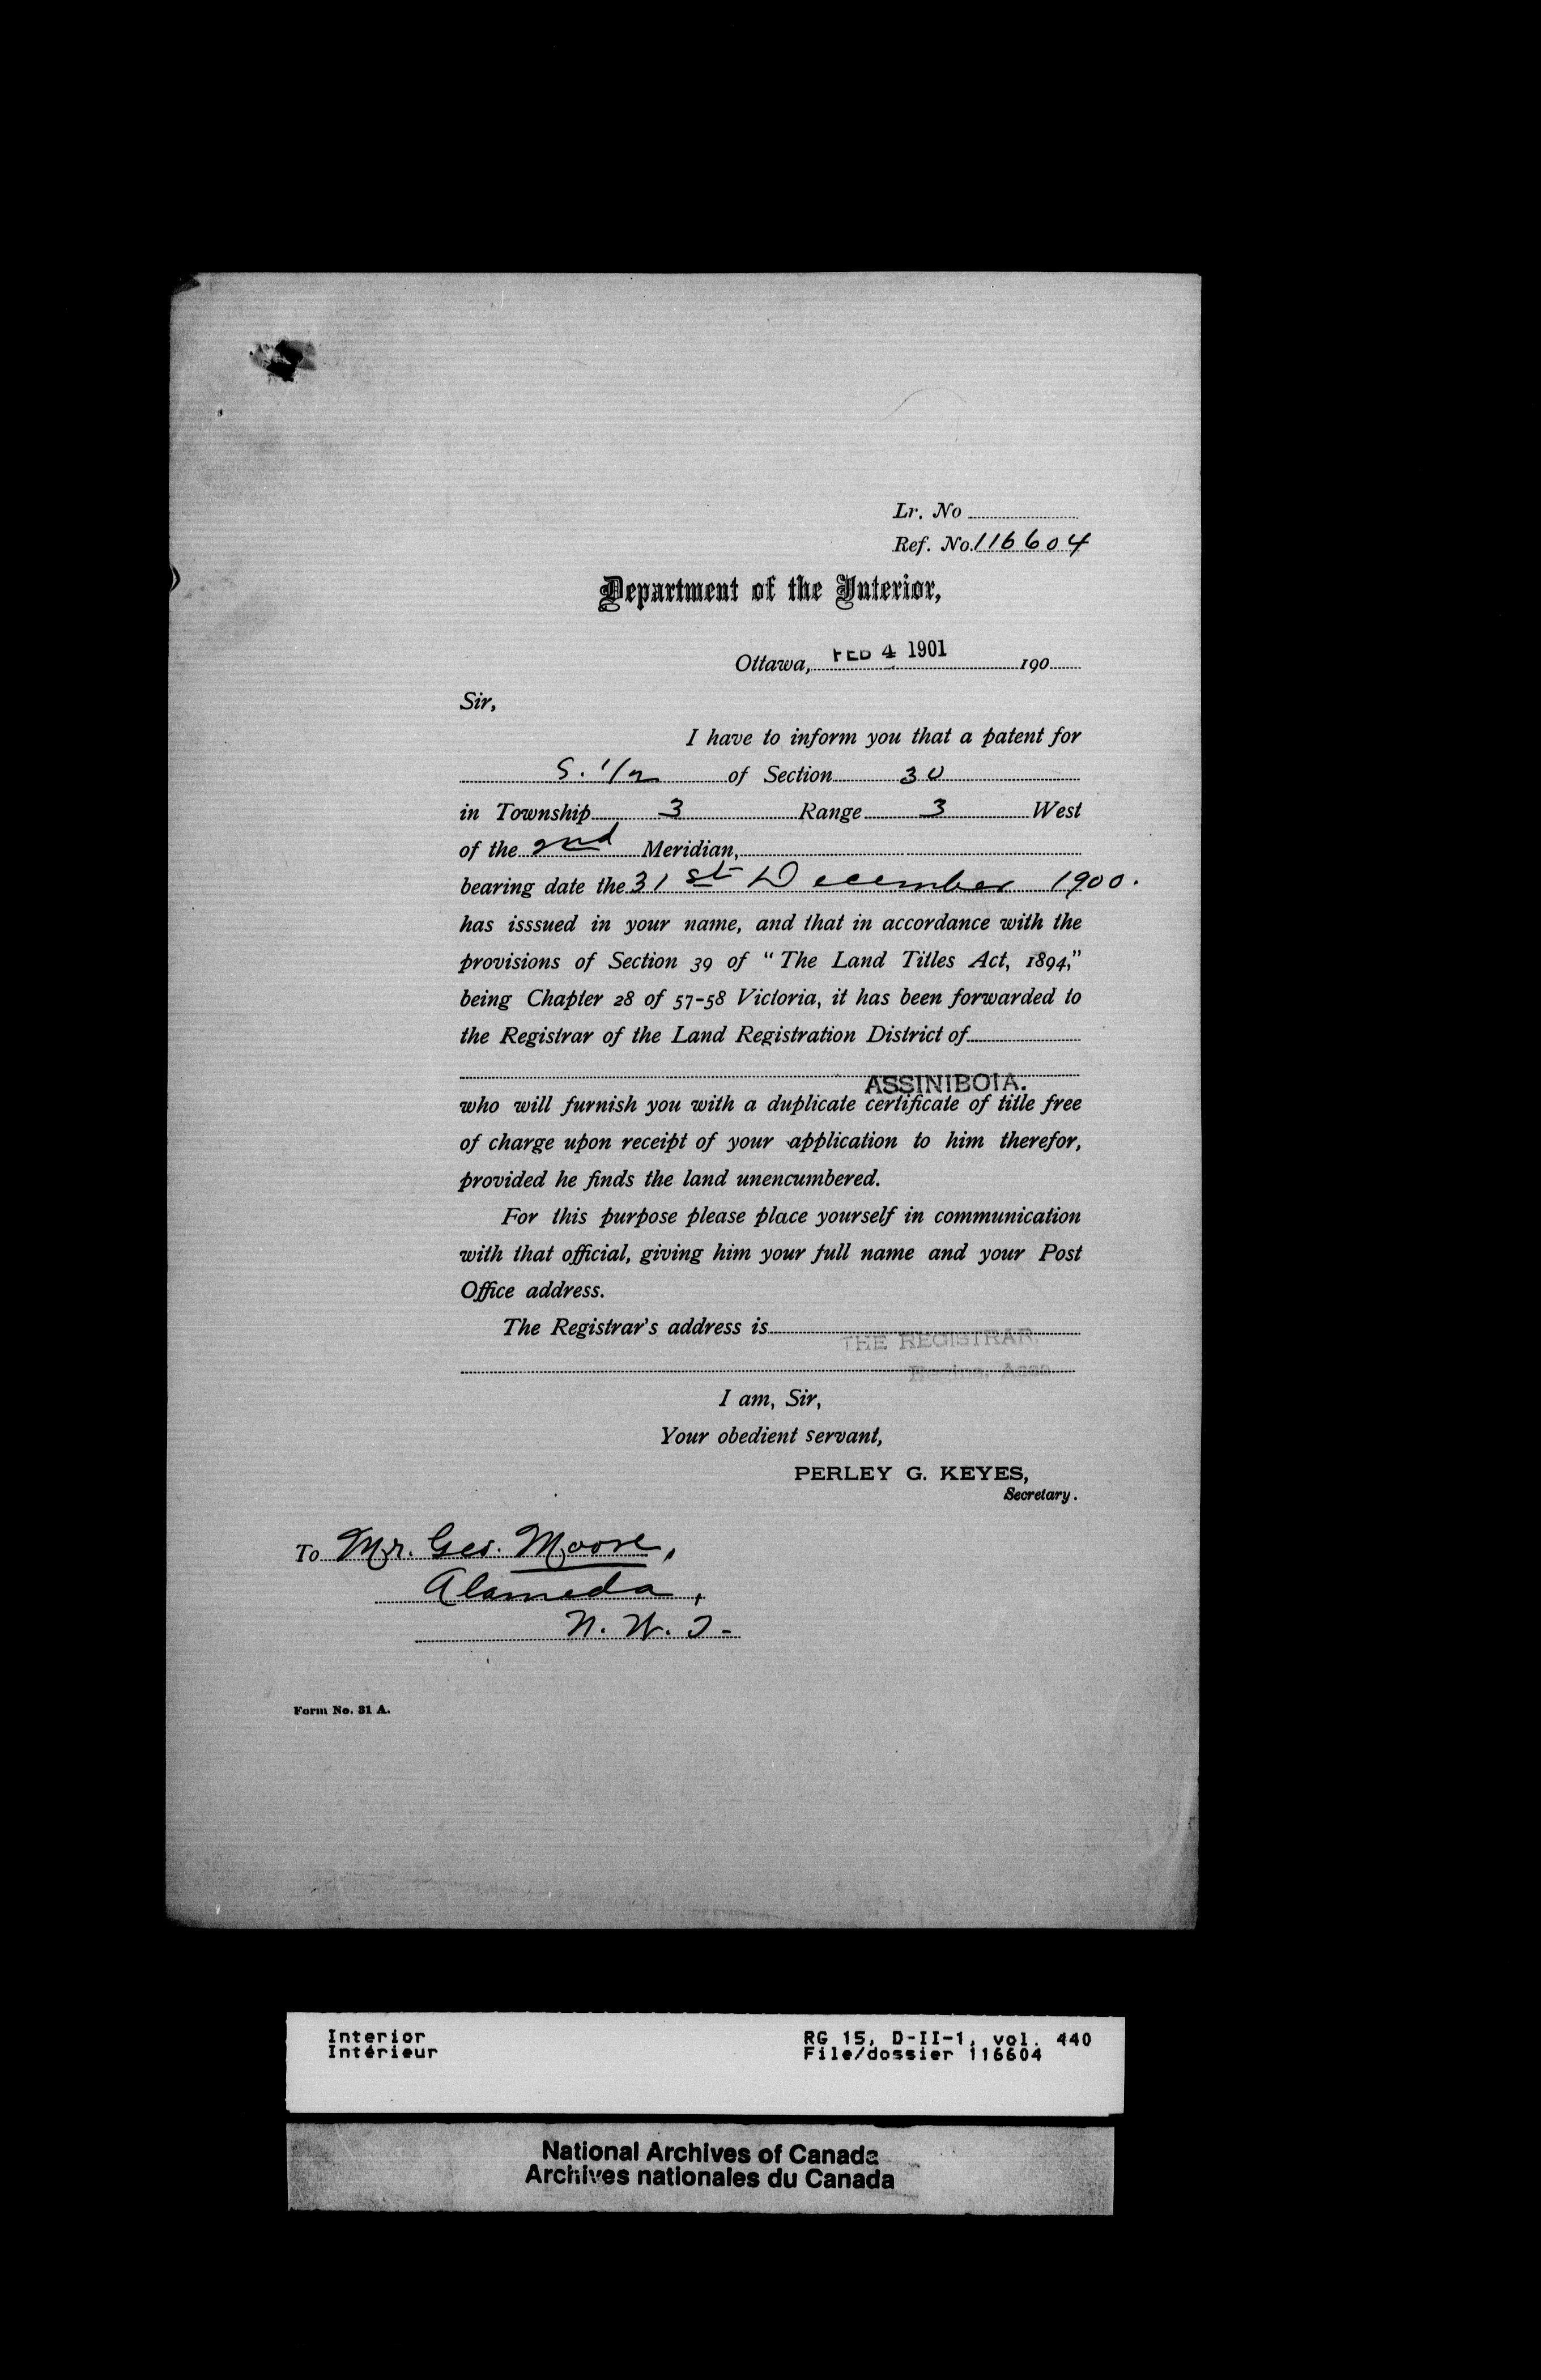 Lr. No
Ref. No. 116604
Department of the Interior,
Ottawa, FEB 4 1901 190
Sir,
I have to inform you that a patent for
S. 1/2 of Section 30
in Township 3 Range 3 West
of the 2nd Meridian,
bearing date the 31st December 1900.
has isssued in your name, and that in accordance with the
provisions of Section 39 of "The Land Titles Act, 1894,"
being Chapter 28 of 57-58 Victoria, it has been forwarded to
the Registrar of the Land Registration District of
ASSINIBOIA.
who will furnish you with a duplicate certificate of title free
of charge upon receipt of your application to him therefor,
provided he finds the land unencumbered.
For this purpose please place yourself in communication
with that official, giving him your full name and your Post
Office address.
The Registrar's address is
THE REGISTRAR,
Regina, Assa
I am, Sir,
Your obedient servant,
PERLEY G. KEYES,
Secretary.
To Mr. Geo. Moore,
Alameda,
N. W. T.
Form No. 31 A.
Interior
Intérieur
RG 15, D-II-1, vol. 440
File/dossier 116604
National Archives of Canada
Archives nationales du Canada